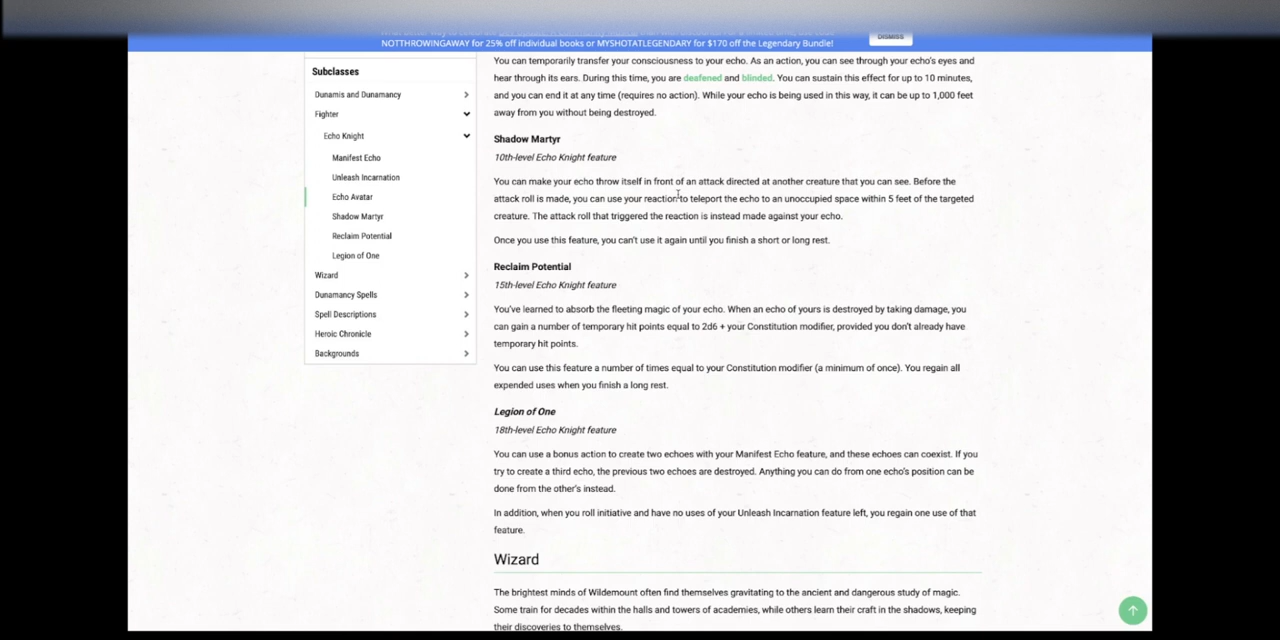 NOTTHROWINGAWAY for 25% off individual books or MYSHOTATLEGENDARY for $170 off the Legendary Bundle!
DISMISS
Subclasses
Dunamis and Dunamancy
Fighter
Echo Knight
Manifest Echo
Unleash Incarnation
Echo Avatar
Shadow Martyr
Reclaim Potential
Legion of One
Wizard
Dunamancy Spells
Spell Descriptions
Heroic Chronicle
Backgrounds
You can temporarily transfer your consciousness to your echo. As an action, you can see through your echo's eyes and
hear through its ears. During this time, you are deafened and blinded. You can sustain this effect for up to 10 minutes,
and you can end it at any time (requires no action). While your echo is being used in this way, it can be up to 1,000 feet
away from you without being destroyed.
Shadow Martyr
10th-level Echo Knight feature
You can make your echo throw itself in front of an attack directed at another creature that you can see. Before the
attack roll is made, you can use your reaction to teleport the echo to an unoccupied space within 5 feet of the targeted
creature. The attack roll that triggered the reaction is instead made against your echo.
Once you use this feature, you can't use it again until you finish a short or long rest.
Reclaim Potential
15th-level Echo Knight feature
You've learned to absorb the fleeting magic of your echo. When an echo of yours is destroyed by taking damage, you
can gain a number of temporary hit points equal to 2d6 + your Constitution modifier, provided you don't already have
temporary hit points.
You can use this feature a number of times equal to your Constitution modifier (a minimum of once). You regain all
expended uses when you finish a long rest.
Legion of One
18th-level Echo Knight feature
You can use a bonus action to create two echoes with your Manifest Echo feature, and these echoes can coexist. If you
try to create a third echo, the previous two echoes are destroyed. Anything you can do from one echo's position can be
done from the other's instead.
In addition, when you roll initiative and have no uses of your Unleash Incarnation feature left, you regain one use of that
feature.
Wizard
The brightest minds of Wildemount often find themselves gravitating to the ancient and dangerous study of magic.
Some train for decades within the halls and towers of academies, while others learn their craft in the shadows, keeping
their discoveries to themselves.